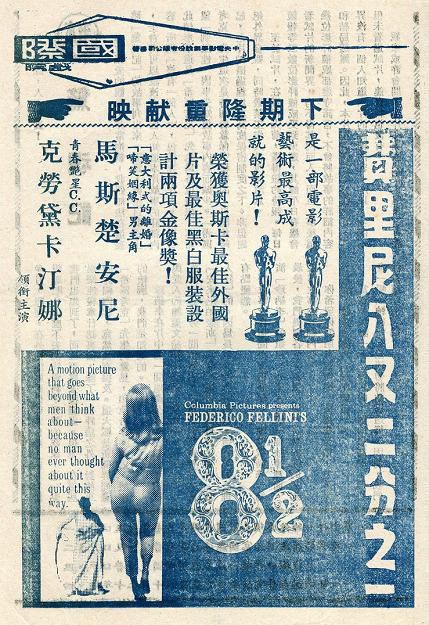 國際
下期隆重献映
費里尼八又二分之一
是一部電影
藝術最高成
就的影片！
榮獲奧斯卡最佳外國
片及最佳黑白服裝設
計兩項金像獎！
「意大利式的離婚」
「啼笑姻緣」男主角
馬斯楚安尼
青春艷星C.C.
克勞黛卡汀娜
領銜主演
A motion picture
that goes
beyond what
men think
about—
because
no man
ever thought
about it
quite this
way.
Columbia Pictures presents
FEDERICO FELLINI'S
8 1/2